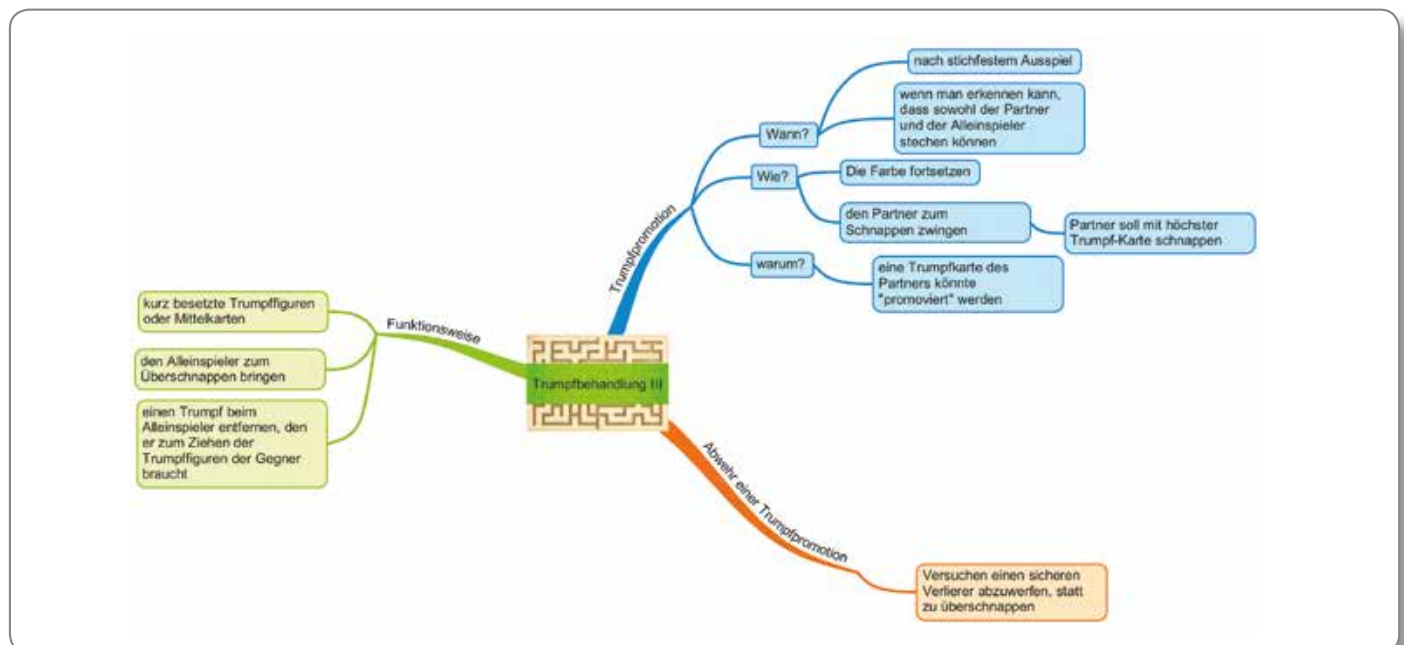 nach stichfestem Ausspiel
wenn man erkennen kann,
dass sowohl der Partner
und der Alleinspieler
stechen können
Wann?
Wie?
Die Farbe fortsetzen
den Partner zum
Schnappen zwingen
Partner soll mit höchster
Trumpf-Karte schnappen
warum?
eine Trumpfkarte des
Partners könnte
"promoviert" werden
Trumpfpromotion
kurz besetzte Trumpffiguren
oder Mittelkarten
Funktionsweise
den Alleinspieler zum
Überschnappen bringen
einen Trumpf beim
Alleinspieler entfernen, den
er zum Ziehen der
Trumpffiguren der Gegner
braucht
Trumpfbehandlung III
Abwehr einer Trumpfpromotion
Versuchen einen sicheren
Verlierer abzuwerfen, statt
zu überschnappen